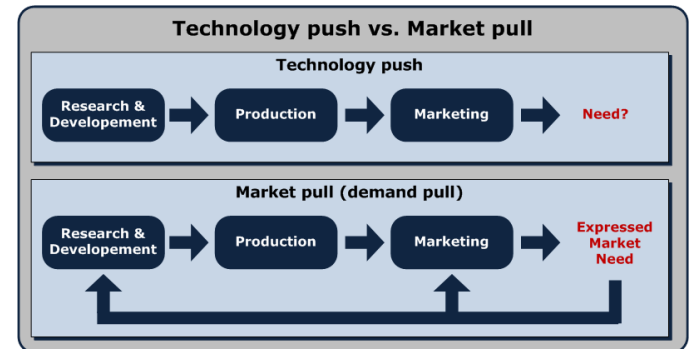 Technology push vs. Market pull
Technology push
Research &
Developement
Production
Marketing
Need?
Market pull (demand pull)
Research &
Developement
Production
Marketing
Expressed
Market
Need